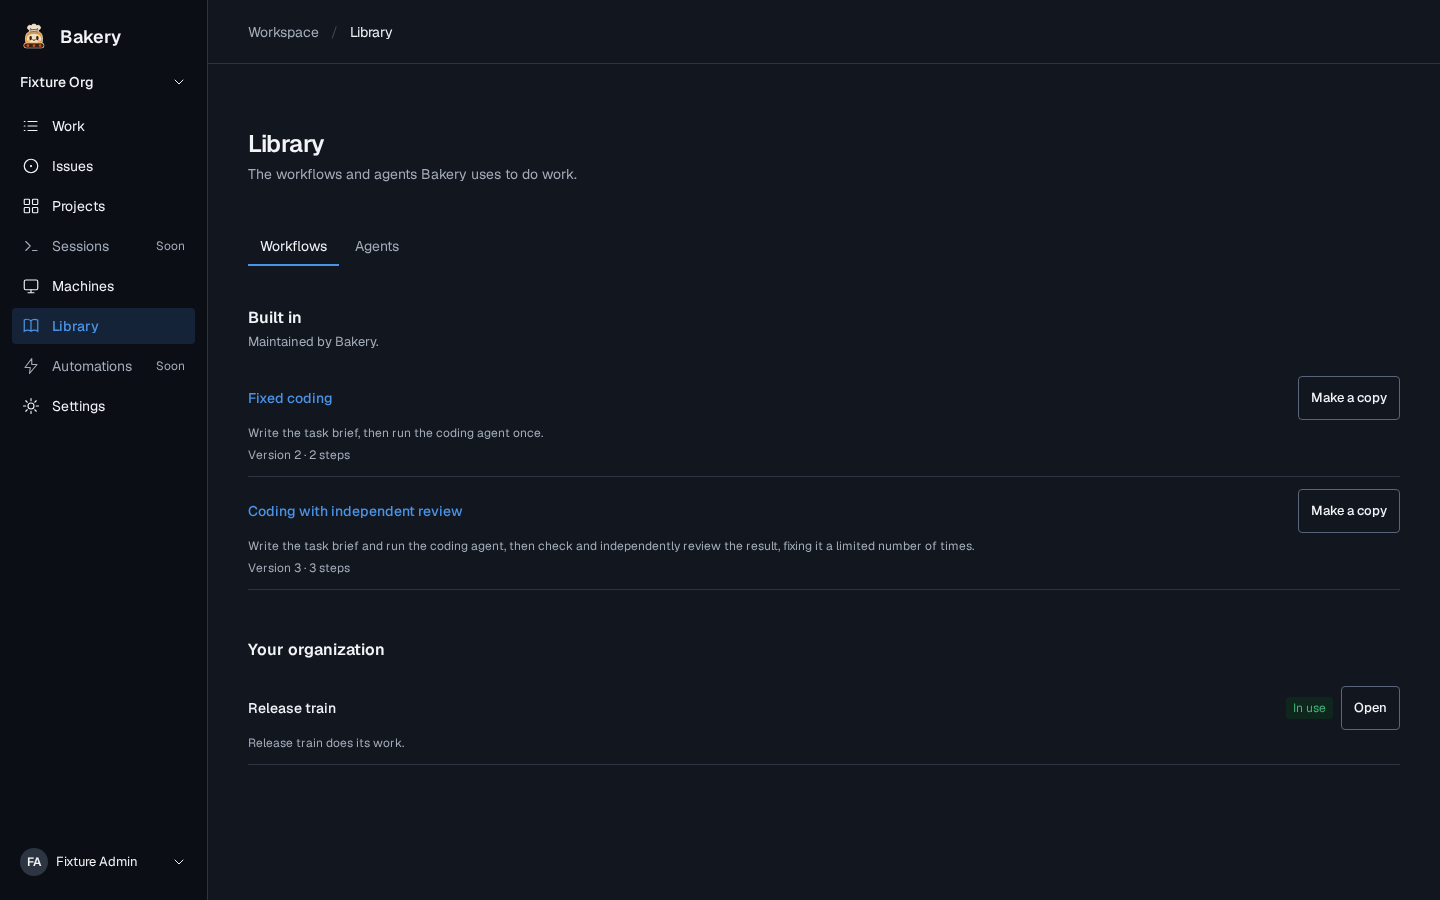 Bakery
Fixture Org
Work
Issues
Projects
Sessions Soon
Machines
Library
Automations Soon
Settings
FA Fixture Admin
Workspace / Library
Library
The workflows and agents Bakery uses to do work.
Workflows Agents
Built in
Maintained by Bakery.
Fixed coding Make a copy
Write the task brief, then run the coding agent once.
Version 2 · 2 steps
Coding with independent review Make a copy
Write the task brief and run the coding agent, then check and independently review the result, fixing it a limited number of times.
Version 3 · 3 steps
Your organization
Release train In use Open
Release train does its work.